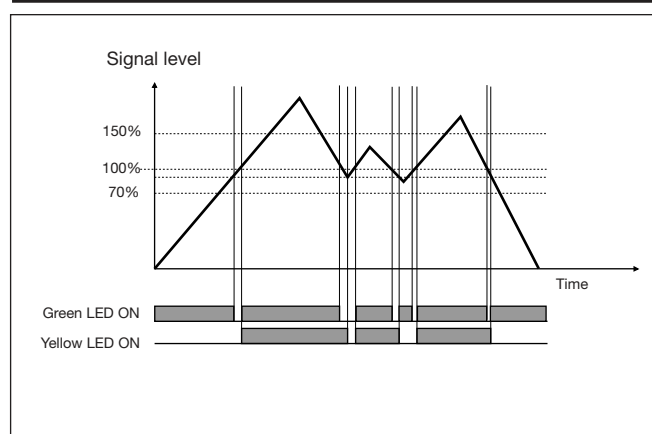 Signal level
150%
100%
70%
Time
Green LED ON
Yellow LED ON